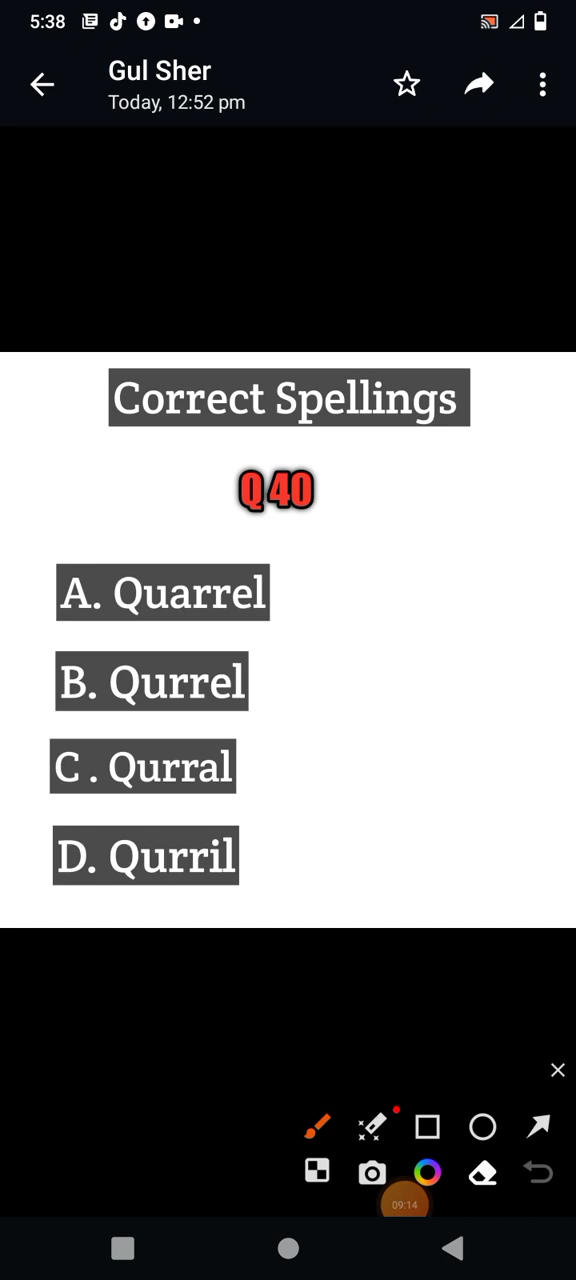 5:38
Gul Sher
Today, 12:52 pm
Correct Spellings
Q 40
A. Quarrel
B. Qurrel
C . Qurral
D. Qurril
09:14